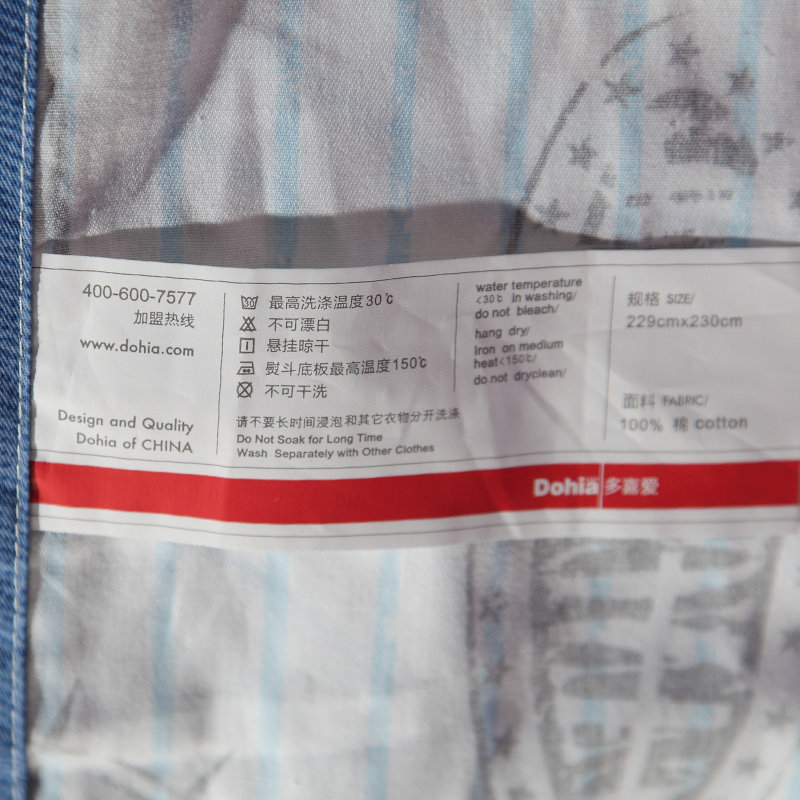 400-600-7577
加盟热线
www.dohia.com
Design and Quality
Dohia of CHINA
最高洗涤温度30℃
不可漂白
悬挂晾干
熨斗底板最高温度150℃
不可干洗
请不要长时间浸泡和其它衣物分开洗涤
Do Not Soak for Long Time
Wash Separately with Other Clothes
water temperature
<30℃ in washing/
do not bleach/
hang dry/
iron on medium
heat<150℃/
do not dryclean/
规格 SIZE/
229cmx230cm
面料 FABRIC/
100% 棉 cotton
Dohia 多喜爱